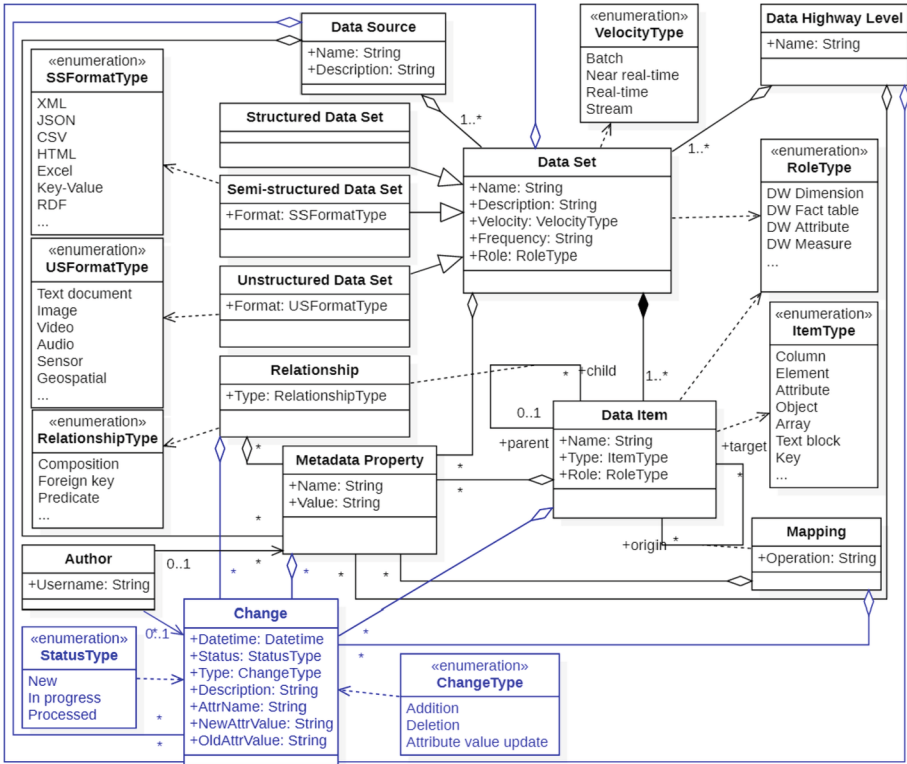 Data Source
+Name: String
+Description: String
«enumeration»
VelocityType
Batch
Near real-time
Real-time
Stream
Data Highway Level
+Name: String
«enumeration»
SSFormatType
XML
JSON
CSV
HTML
Excel
Key-Value
RDF
...
Structured Data Set
Semi-structured Data Set
+Format: SSFormatType
1..*
1..*
Data Set
+Name: String
+Description: String
+Velocity: VelocityType
+Frequency: String
+Role: RoleType
«enumeration»
RoleType
DW Dimension
DW Fact table
DW Attribute
DW Measure
...
«enumeration»
USFormatType
Text document
Image
Video
Audio
Sensor
Geospatial
...
Unstructured Data Set
+Format: USFormatType
«enumeration»
ItemType
Column
Element
Attribute
Object
Array
Text block
Key
...
Relationship
+Type: RelationshipType
* +child
1..*
0..1
+parent
Data Item
+Name: String
+Type: ItemType
+Role: RoleType
+target
*
«enumeration»
RelationshipType
Composition
Foreign key
Predicate
...
*
Metadata Property
+Name: String
+Value: String
*
*
*
+origin *
Mapping
+Operation: String
Author
+Username: String
0..1
*
*
*
*
*
0..1
*
Change
+Datetime: Datetime
+Status: StatusType
+Type: ChangeType
+Description: String
+AttrName: String
+NewAttrValue: String
+OldAttrValue: String
*
*
«enumeration»
StatusType
New
In progress
Processed
*
*
«enumeration»
ChangeType
Addition
Deletion
Attribute value update